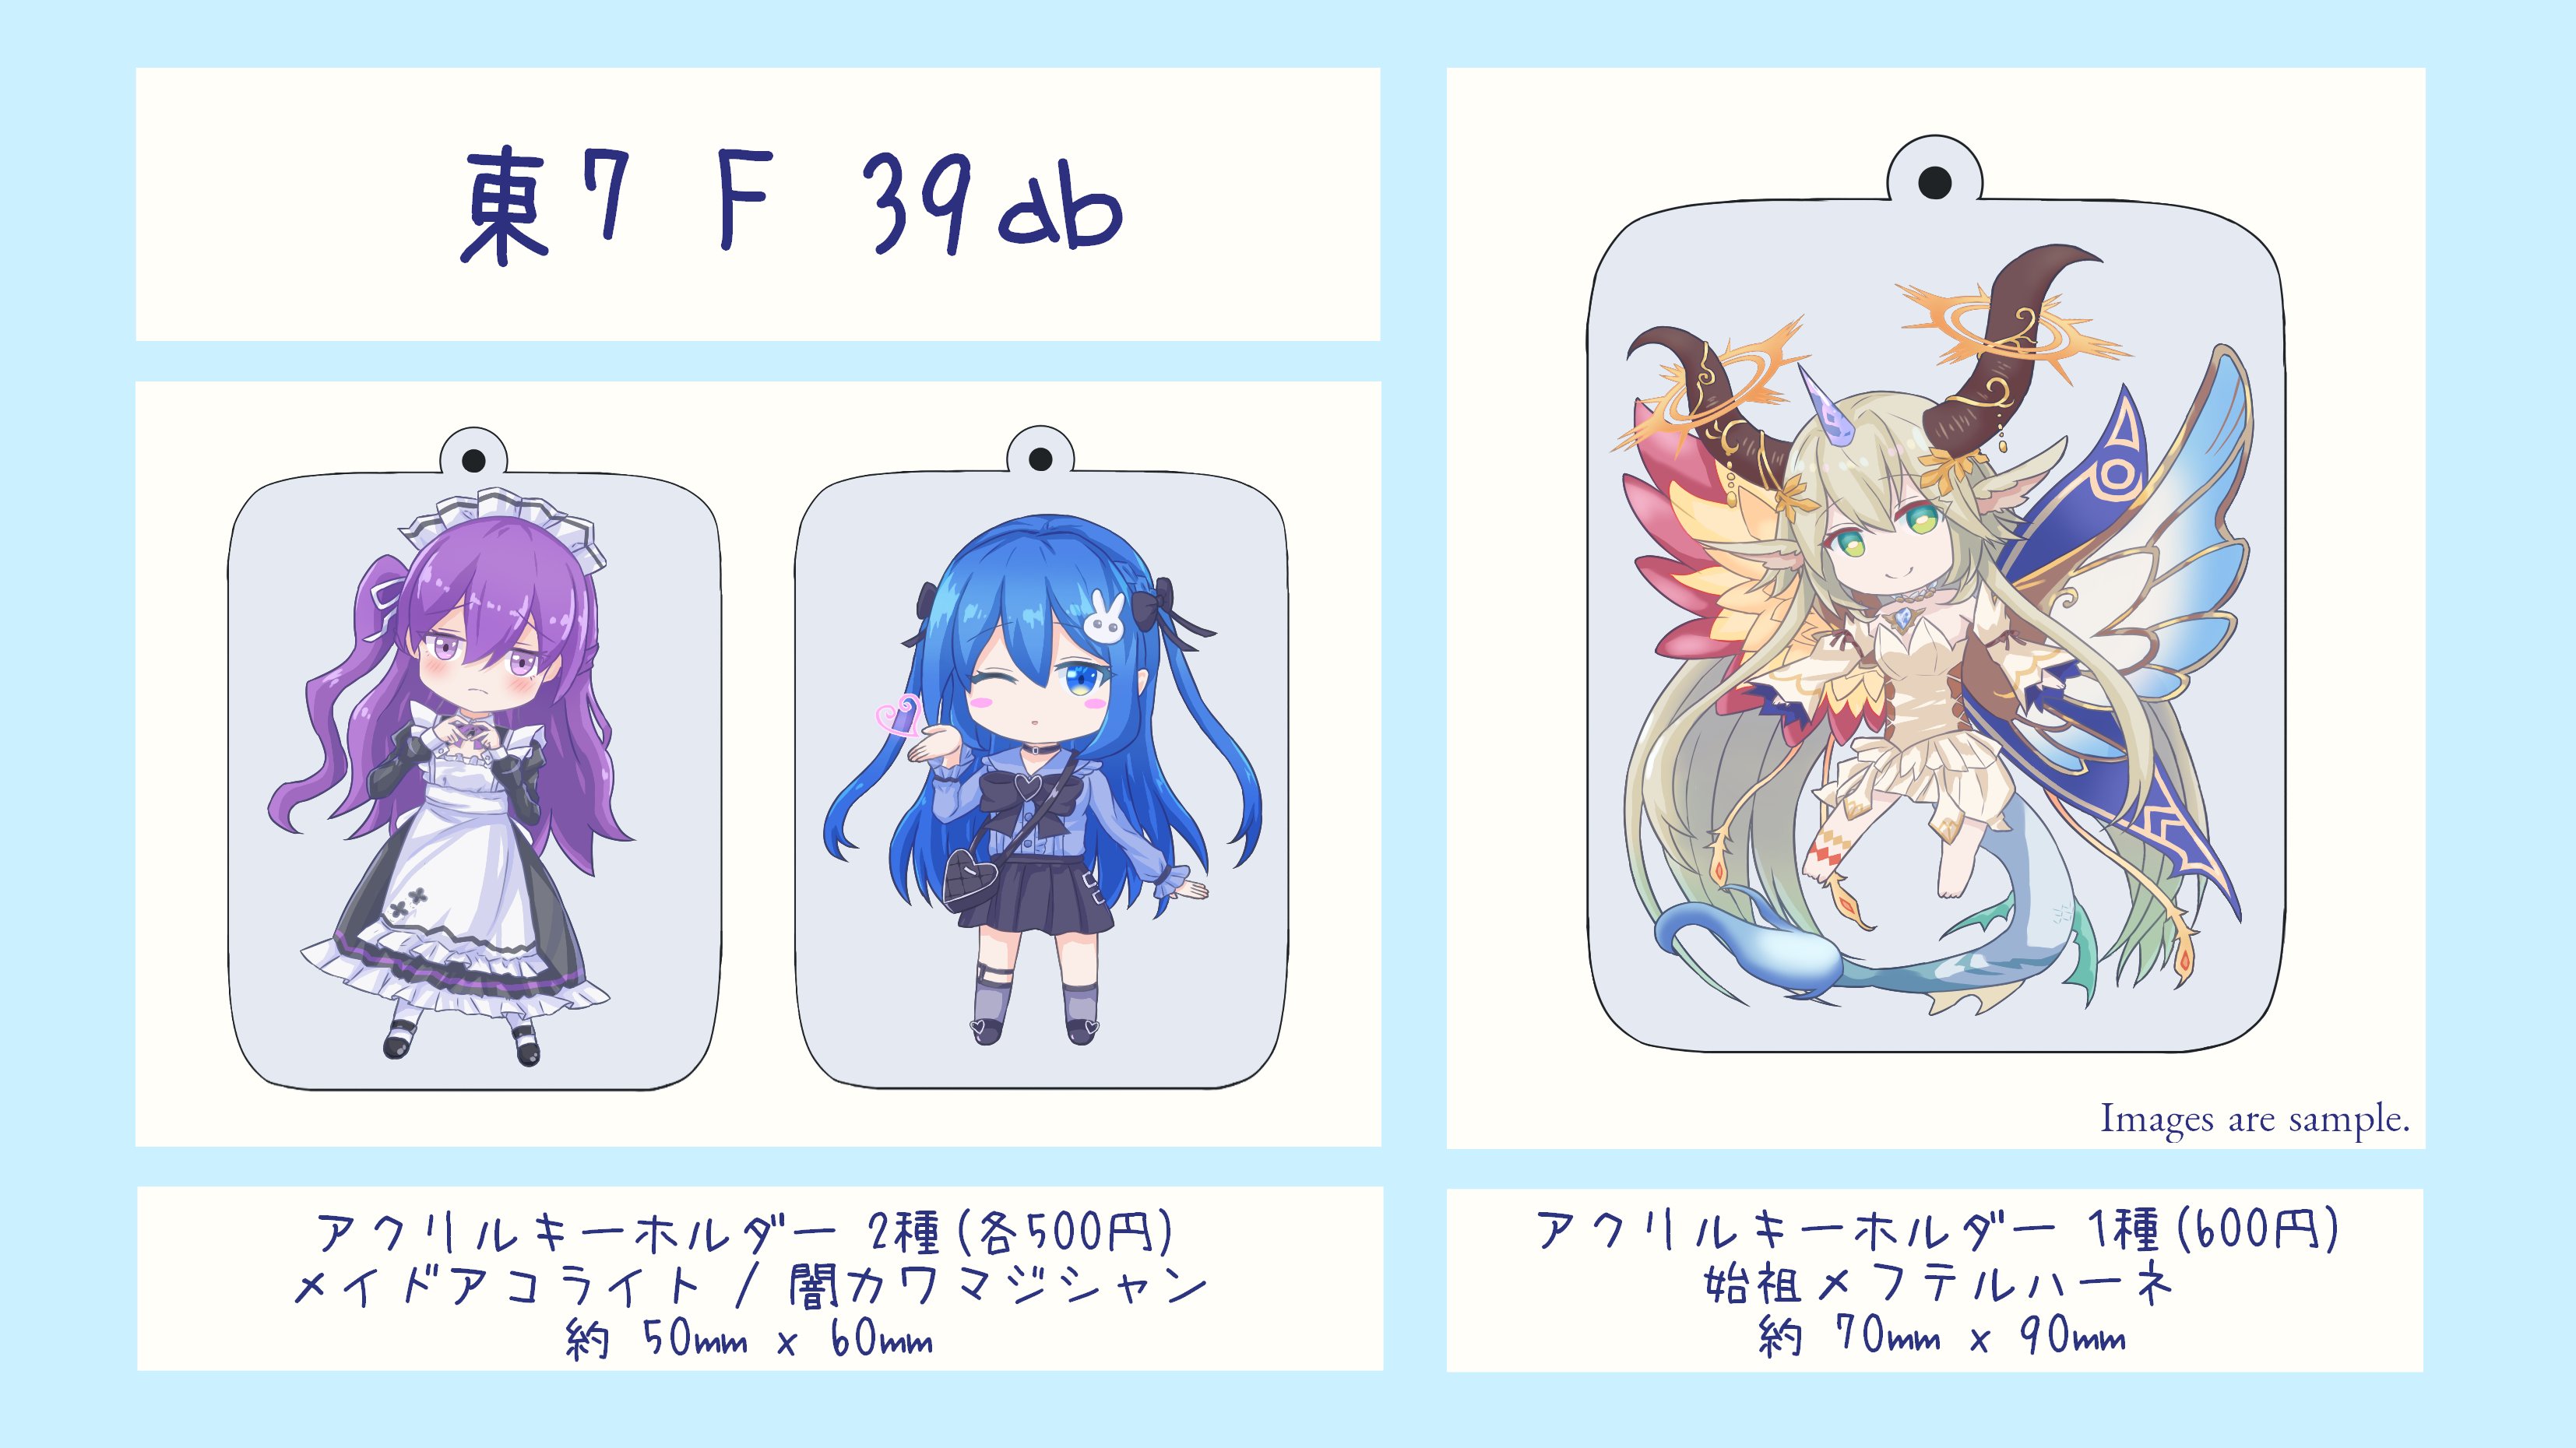 東7 F 39ab
アクリルキーホルダー 2種(各500円)
メイドアコライト / 闇カワマジシャン
約 50mm x 60mm
Images are sample.
アクリルキーホルダー 1種(600円)
始祖メフテルハーネ
約 70mm x 90mm